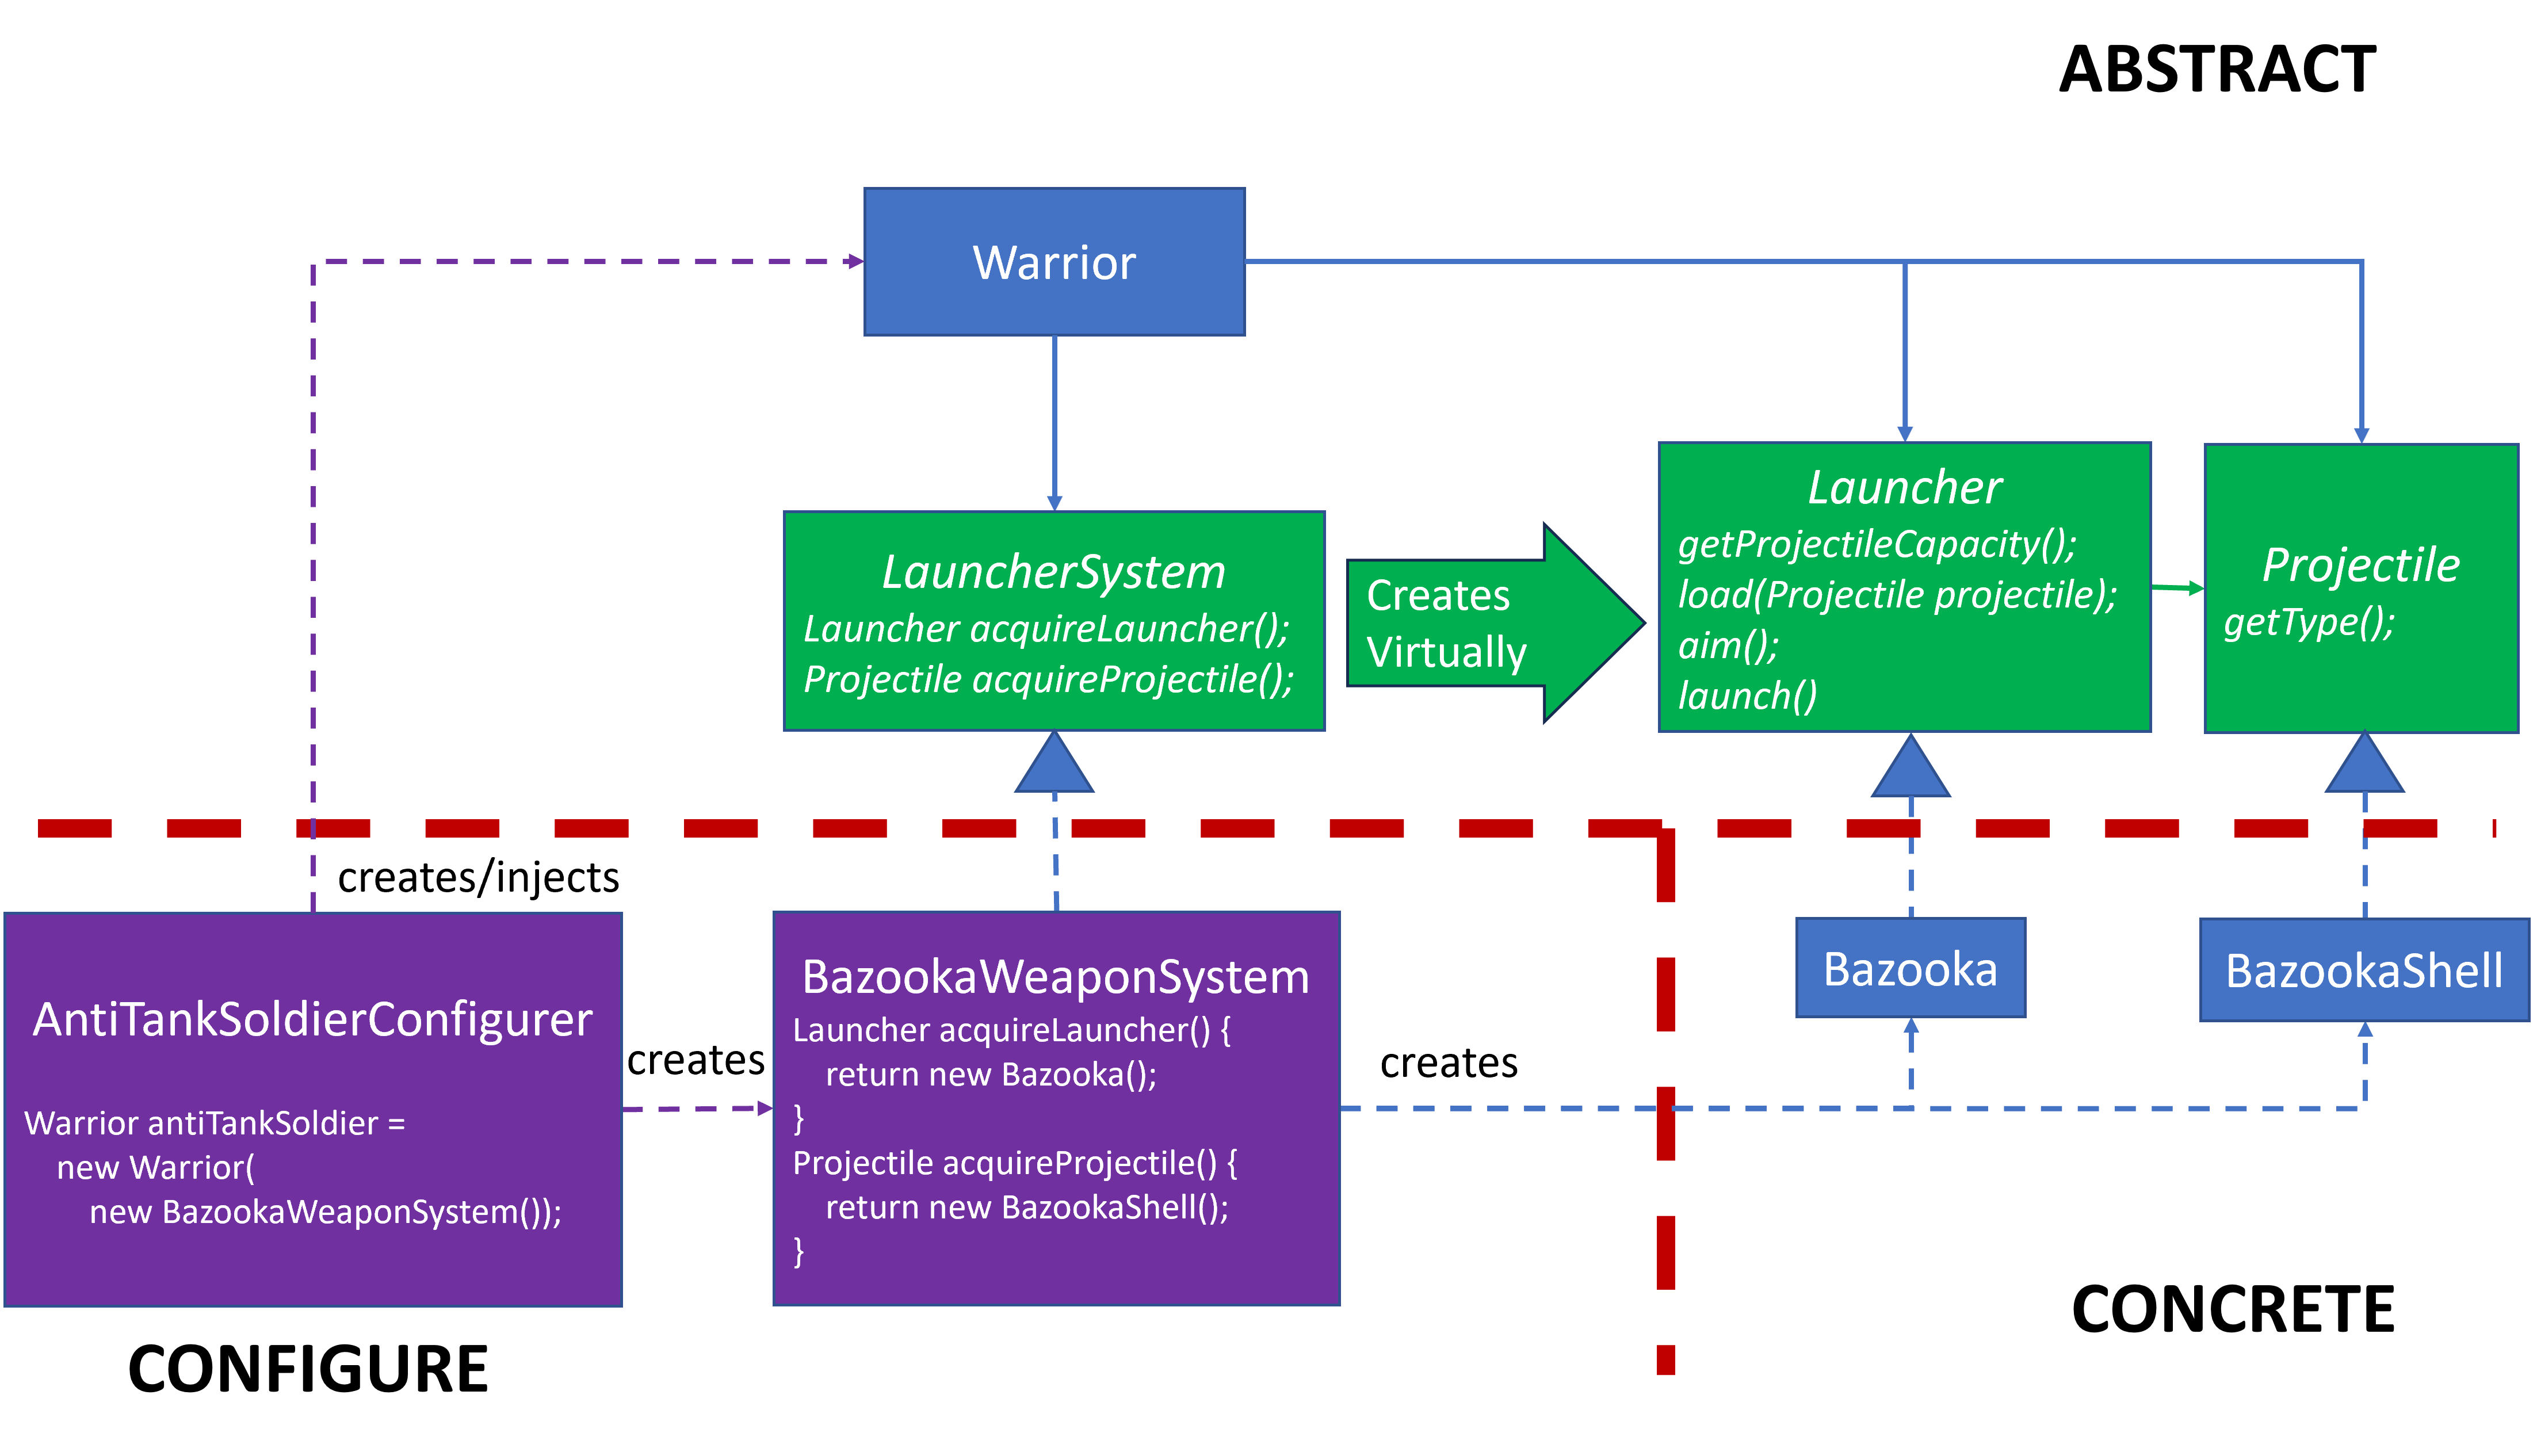 ABSTRACT
Warrior
LauncherSystem
Launcher acquireLauncher();
Projectile acquireProjectile();
Creates
Virtually
Launcher
getProjectileCapacity();
load(Projectile projectile);
aim();
launch()
Projectile
getType();
creates/injects
AntiTankSoldierConfigurer
Warrior antiTankSoldier =
new Warrior(
new BazookaWeaponSystem());
creates
BazookaWeaponSystem
Launcher acquireLauncher() {
return new Bazooka();
}
Projectile acquireProjectile() {
return new BazookaShell();
}
creates
Bazooka
BazookaShell
CONFIGURE
CONCRETE